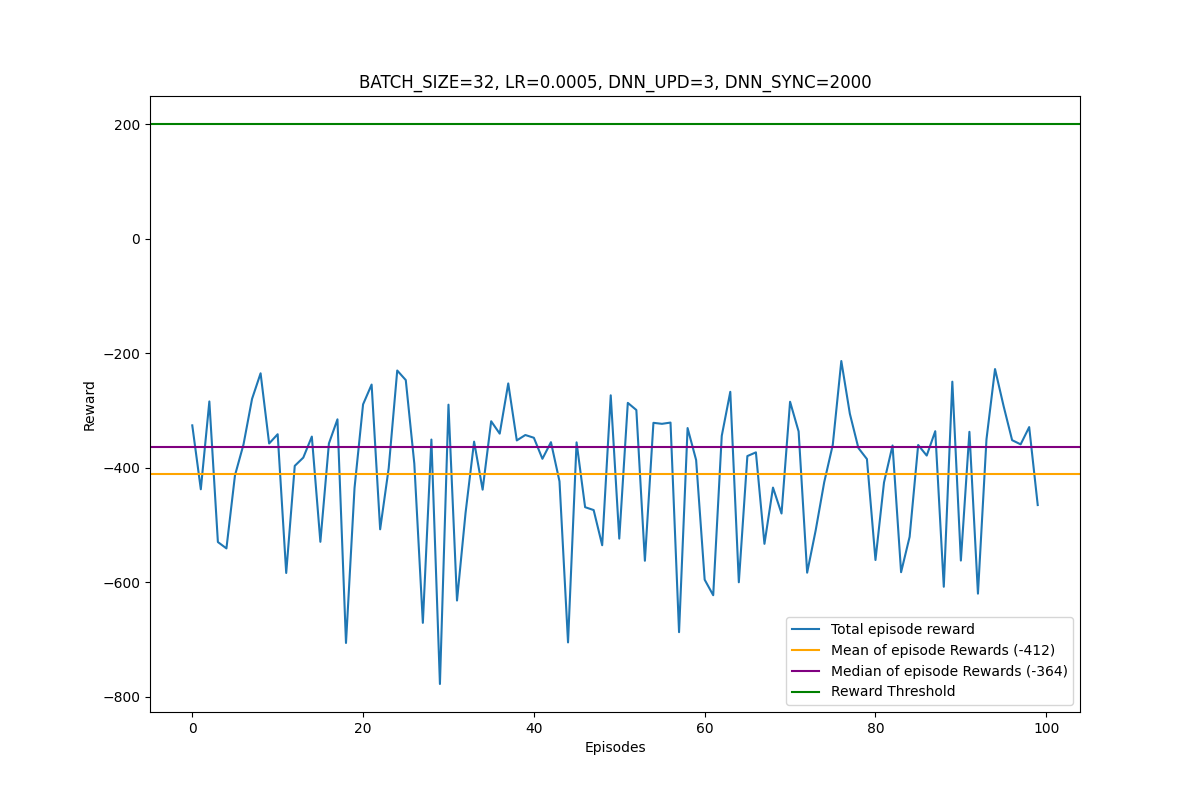 BATCH_SIZE=32, LR=0.0005, DNN_UPD=3, DNN_SYNC=2000
200
0
−200
−400
−600
−800
Reward
0
20
40
60
80
100
Episodes
Total episode reward
Mean of episode Rewards (-412)
Median of episode Rewards (-364)
Reward Threshold